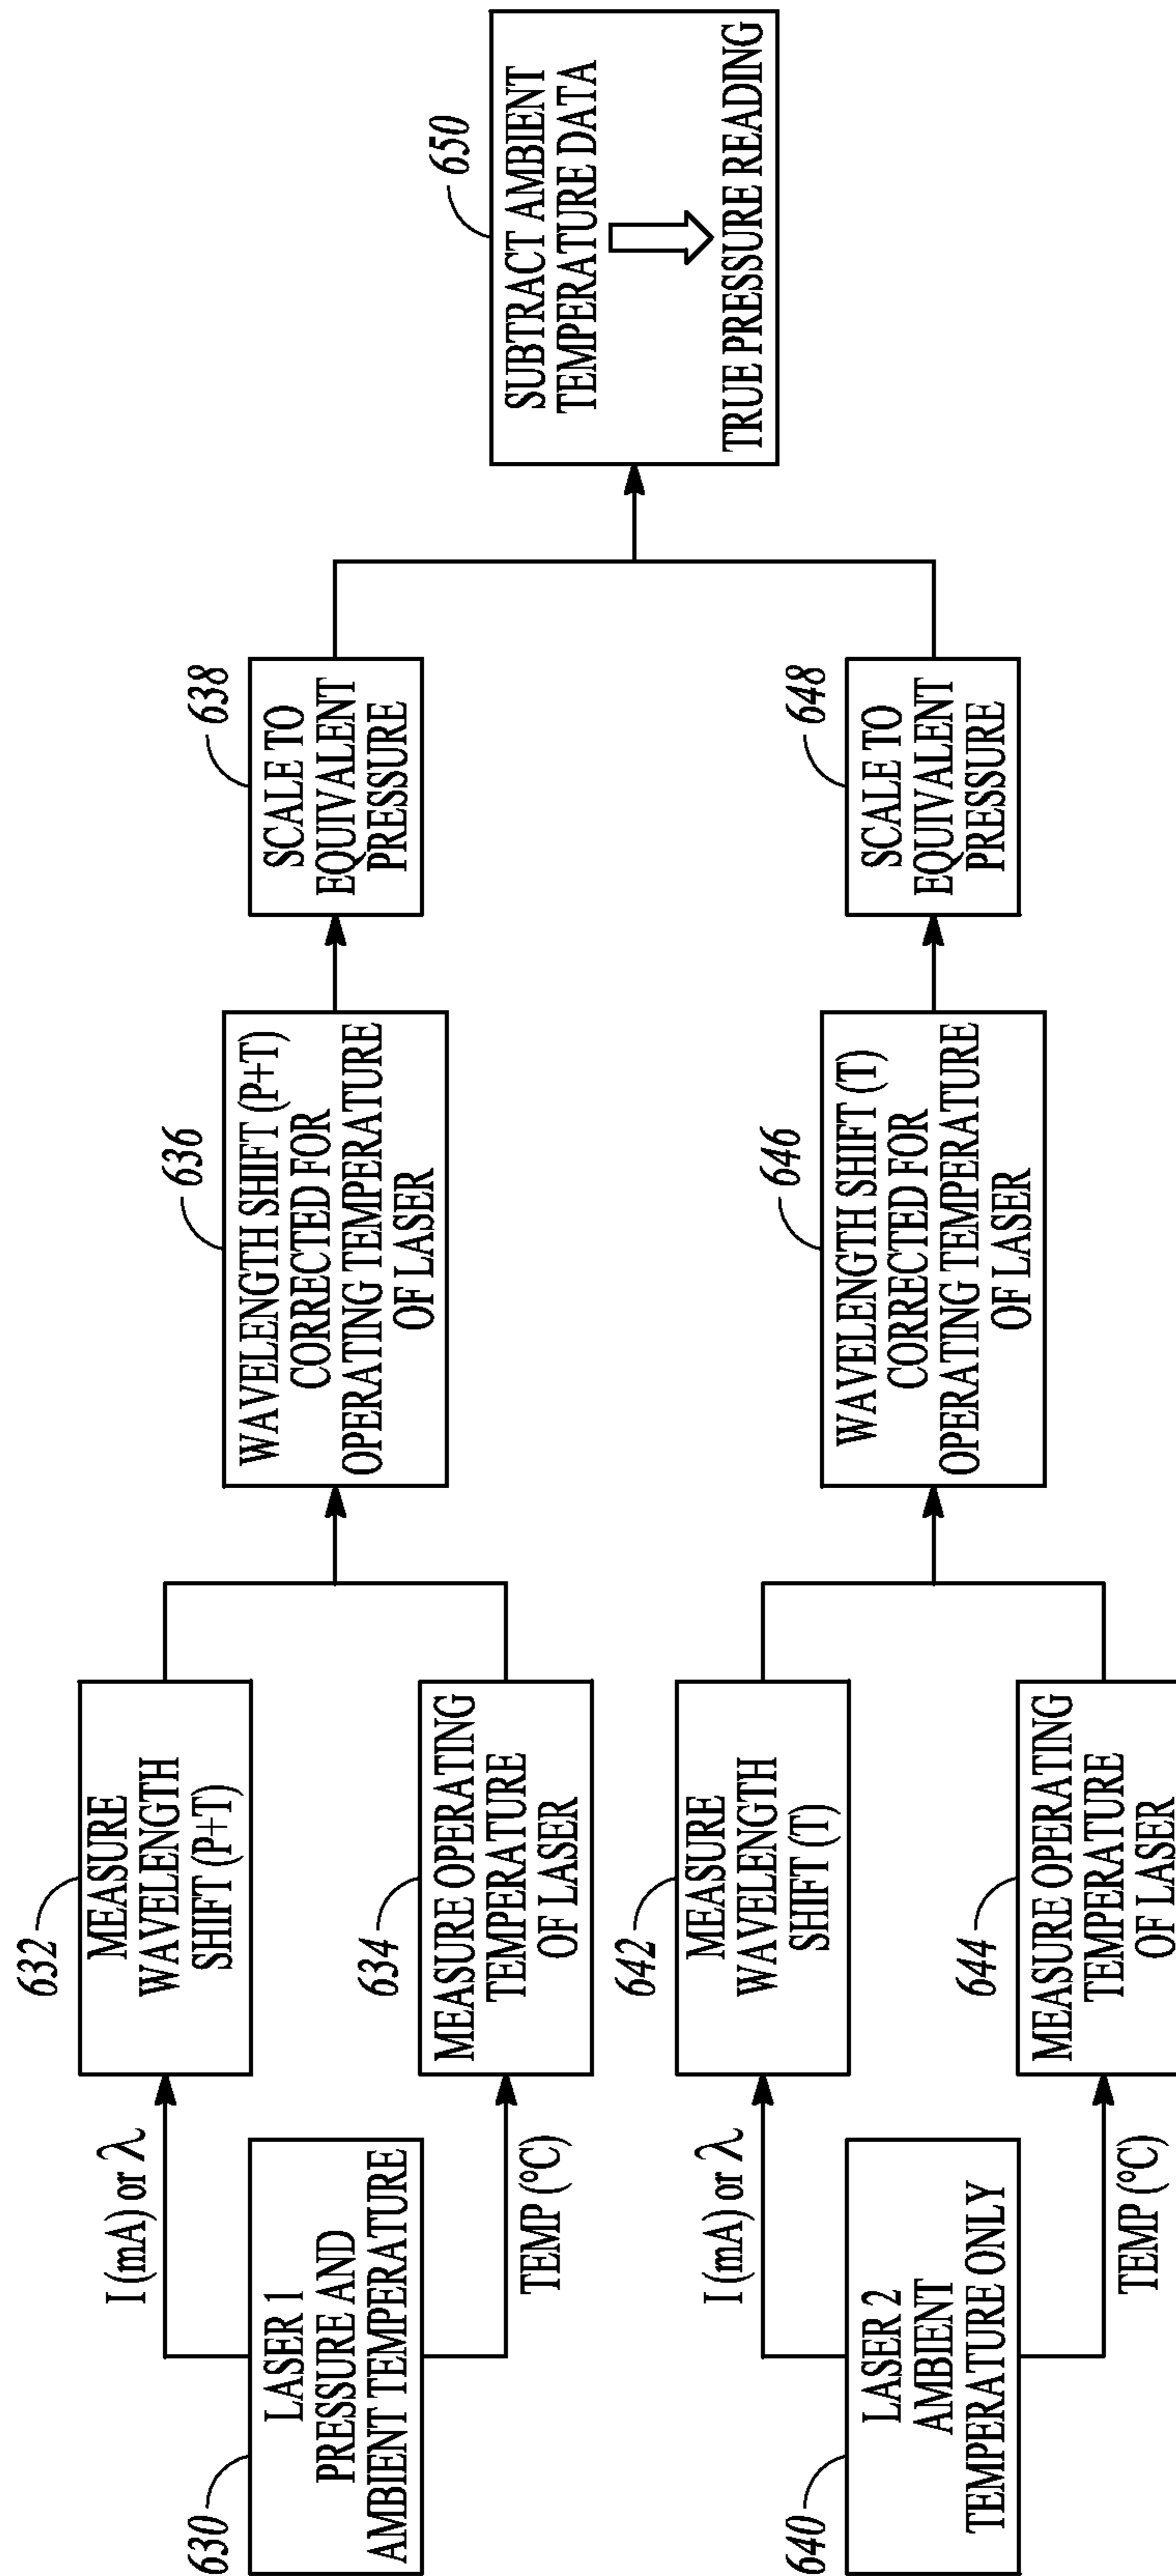 630
LASER 1
PRESSURE AND
AMBIENT TEMPERATURE
I (mA) or λ
TEMP (°C)
632
MEASURE
WAVELENGTH
SHIFT (P+T)
634
MEASURE OPERATING
TEMPERATURE
OF LASER
636
WAVELENGTH SHIFT (P+T)
CORRECTED FOR
OPERATING TEMPERATURE
OF LASER
638
SCALE TO
EQUIVALENT
PRESSURE
640
LASER 2
AMBIENT
TEMPERATURE ONLY
I (mA) or λ
TEMP (°C)
642
MEASURE
WAVELENGTH
SHIFT (T)
644
MEASURE OPERATING
TEMPERATURE
OF LASER
646
WAVELENGTH SHIFT (T)
CORRECTED FOR
OPERATING TEMPERATURE
OF LASER
648
SCALE TO
EQUIVALENT
PRESSURE
650
SUBTRACT AMBIENT
TEMPERATURE DATA
TRUE PRESSURE READING